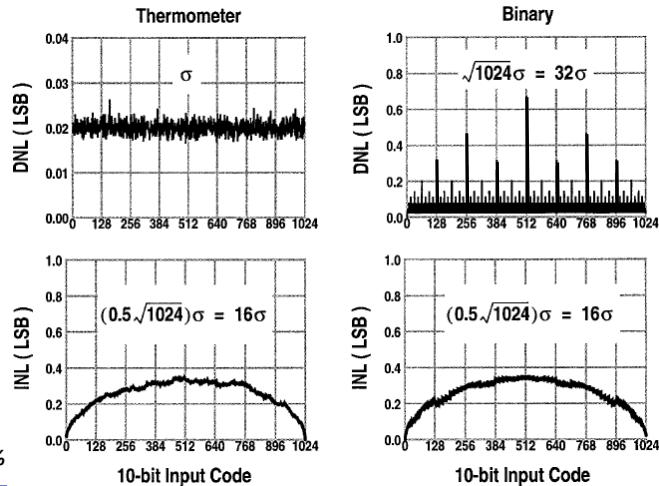 Thermometer
0.04
0.03
0.02
0.01
0.00
DNL ( LSB )
σ
0 128 256 384 512 640 768 896 1024
Binary
1.0
0.8
0.6
0.4
0.2
0.0
DNL ( LSB )
√1024σ = 32σ
0 128 256 384 512 640 768 896 1024
1.0
0.8
0.6
0.4
0.2
0.0
INL ( LSB )
(0.5√1024)σ = 16σ
0 128 256 384 512 640 768 896 1024
10-bit Input Code
1.0
0.8
0.6
0.4
0.2
0.0
INL ( LSB )
(0.5√1024)σ = 16σ
0 128 256 384 512 640 768 896 1024
10-bit Input Code
%